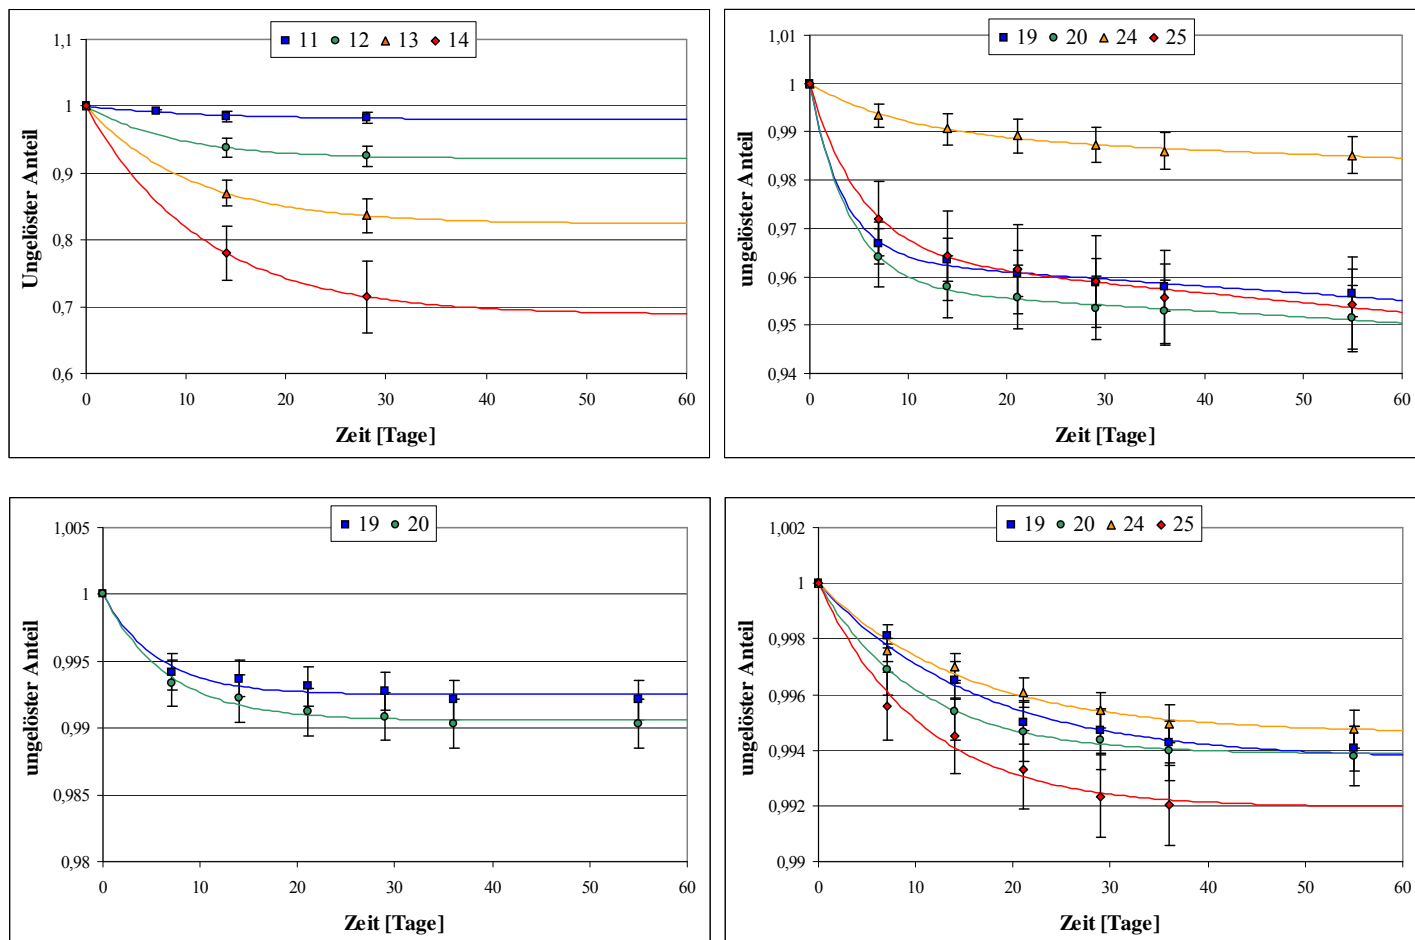 11 12 13 14
1,1
1
0,9
0,8
0,7
0,6
0 10 20 30 40 50 60
Ungelöster Anteil
Zeit [Tage]
19 20 24 25
1,01
1
0,99
0,98
0,97
0,96
0,95
0,94
0 10 20 30 40 50 60
ungelöster Anteil
Zeit [Tage]
19 20
1,005
1
0,995
0,99
0,985
0,98
0 10 20 30 40 50 60
ungelöster Anteil
Zeit [Tage]
19 20 24 25
1,002
1
0,998
0,996
0,994
0,992
0,99
0 10 20 30 40 50 60
ungelöster Anteil
Zeit [Tage]